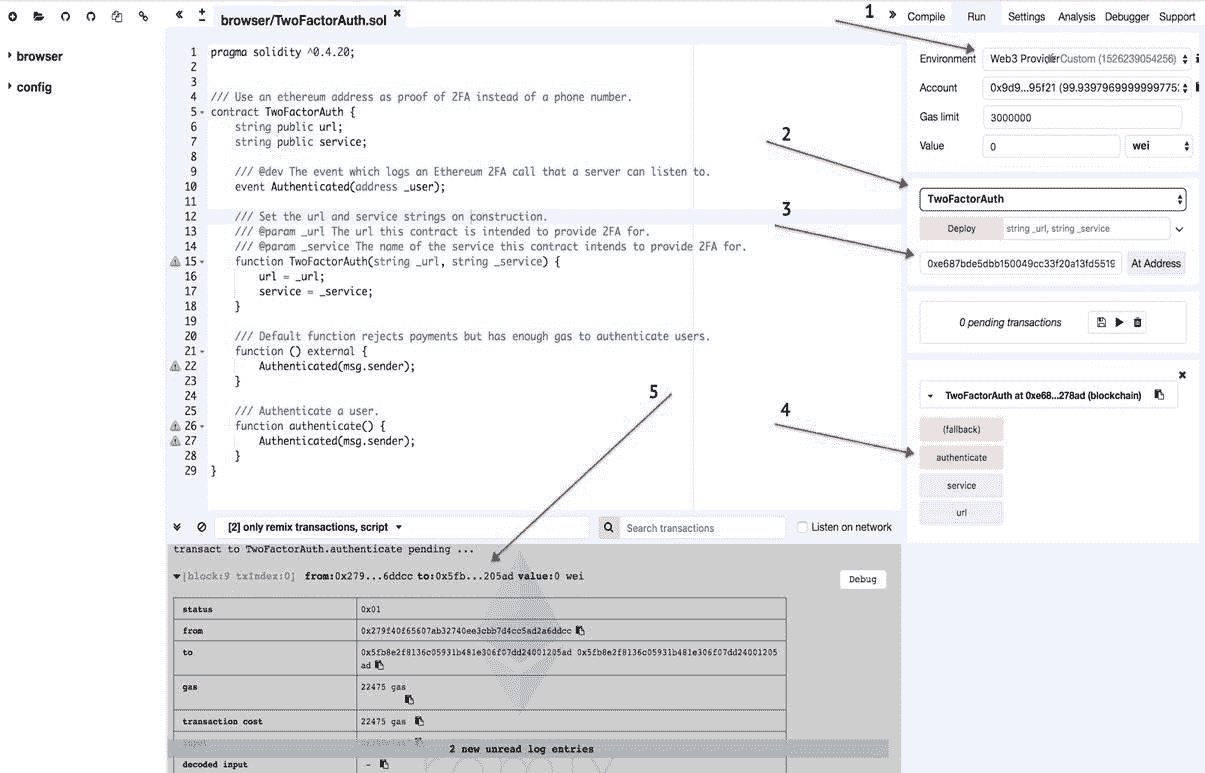 browser/TwoFactorAuth.sol
1
Compile Run Settings Analysis Debugger Support
browser
config
1 pragma solidity ^0.4.20;
2
3
4 /// Use an ethereum address as proof of 2FA instead of a phone number.
5 contract TwoFactorAuth {
6 string public url;
7 string public service;
8
9 /// @dev The event which logs an Ethereum 2FA call that a server can listen to.
10 event Authenticated(address _user);
11
12 /// Set the url and service strings on construction.
13 /// @param _url The url this contract is intended to provide 2FA for.
14 /// @param _service The name of the service this contract intends to provide 2FA for.
15 function TwoFactorAuth(string _url, string _service) {
16 url = _url;
17 service = _service;
18 }
19
20 /// Default function rejects payments but has enough gas to authenticate users.
21 function () external {
22 Authenticated(msg.sender);
23 }
24
25 /// Authenticate a user.
26 function authenticate() {
27 Authenticated(msg.sender);
28 }
29 }
Environment Web3 Provider Custom (1526239054256)
Account 0x9d9...95f21
Gas limit 3000000
Value 0 wei
2
TwoFactorAuth
Deploy string _url, string _service
3
0xe687bde5dbb150049cc33f20a13fd5519 At Address
0 pending transactions
4
TwoFactorAuth at 0xe68...278ad (blockchain)
(fallback)
authenticate
service
url
5
[2] only remix transactions, script Search transactions Listen on network
transact to TwoFactorAuth.authenticate pending ...
[block:9 txIndex:0] from:0x279...6ddcc to:0x5fb...205ad value:0 wei Debug
status 0x01
from 0x279f40f65607ab32740ee3cbb7d4cc5ad2a6ddcc
to 0x5fb8e2f8136c05931b481e306f07dd24001205ad 0x5fb8e2f8136c05931b481e306f07dd24001205
ad
gas 22475 gas
transaction cost 22475 gas
input
2 new unread log entries
decoded input -